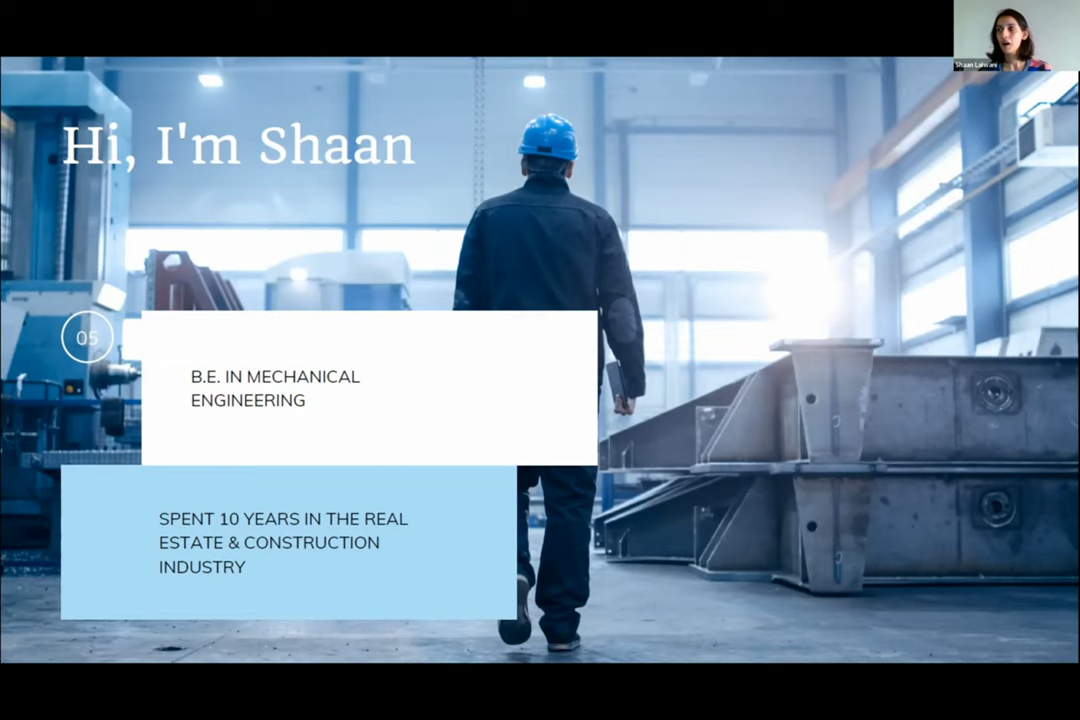 Shaan Lalwani
Hi, I'm Shaan
05
B.E. IN MECHANICAL
ENGINEERING
SPENT 10 YEARS IN THE REAL
ESTATE & CONSTRUCTION
INDUSTRY